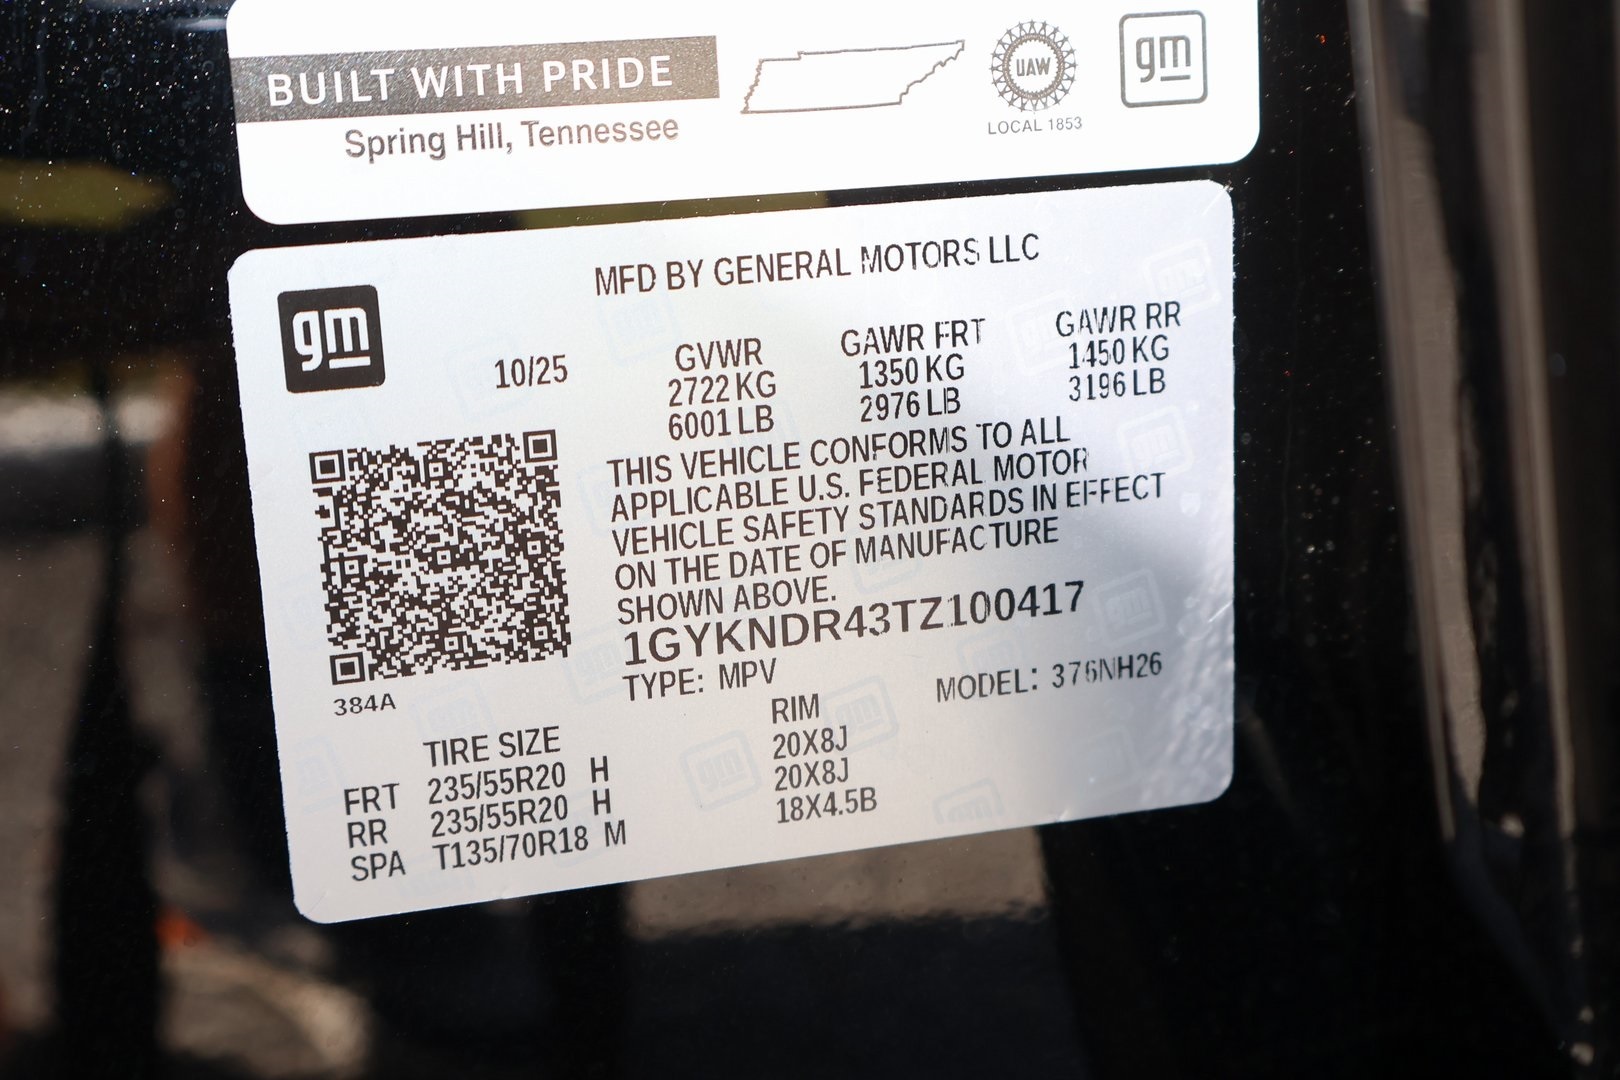 BUILT WITH PRIDE
Spring Hill, Tennessee
UAW
LOCAL 1853
gm
gm
MFD BY GENERAL MOTORS LLC
10/25
GVWR GAWR FRT GAWR RR
2722 KG 1350 KG 1450 KG
6001 LB 2976 LB 3196 LB
THIS VEHICLE CONFORMS TO ALL
APPLICABLE U.S. FEDERAL MOTOR
VEHICLE SAFETY STANDARDS IN EFFECT
ON THE DATE OF MANUFACTURE
SHOWN ABOVE.
1GYKNDR43TZ100417
TYPE: MPV MODEL: 376NH26
384A
TIRE SIZE RIM
FRT 235/55R20 H 20X8J
RR 235/55R20 H 20X8J
SPA T135/70R18 M 18X4.5B